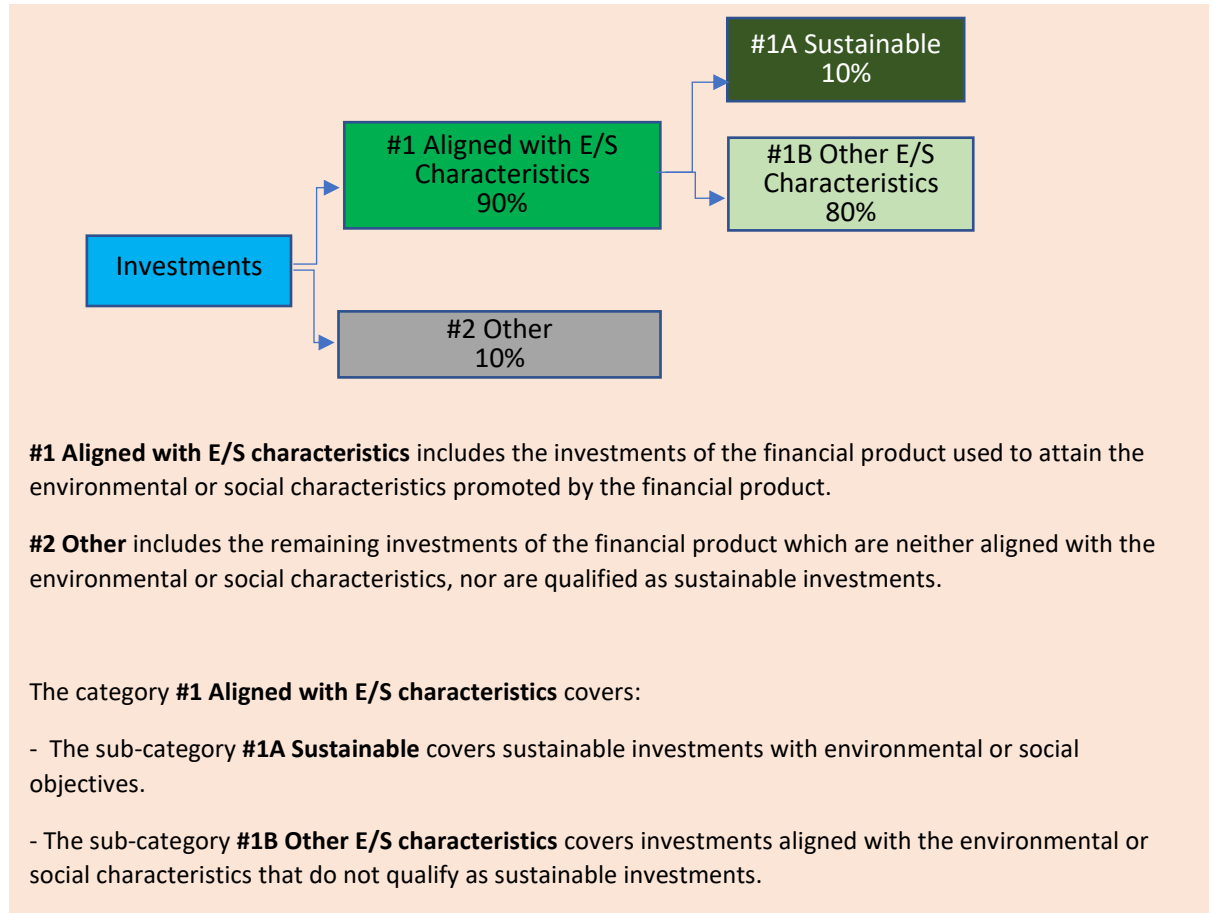 #1A Sustainable
10%
#1 Aligned with E/S
Characteristics
90%
#1B Other E/S
Characteristics
80%
Investments
#2 Other
10%
#1 Aligned with E/S characteristics includes the investments of the financial product used to attain the
environmental or social characteristics promoted by the financial product.
#2 Other includes the remaining investments of the financial product which are neither aligned with the
environmental or social characteristics, nor are qualified as sustainable investments.
The category #1 Aligned with E/S characteristics covers:
- The sub-category #1A Sustainable covers sustainable investments with environmental or social
objectives.
- The sub-category #1B Other E/S characteristics covers investments aligned with the environmental or
social characteristics that do not qualify as sustainable investments.